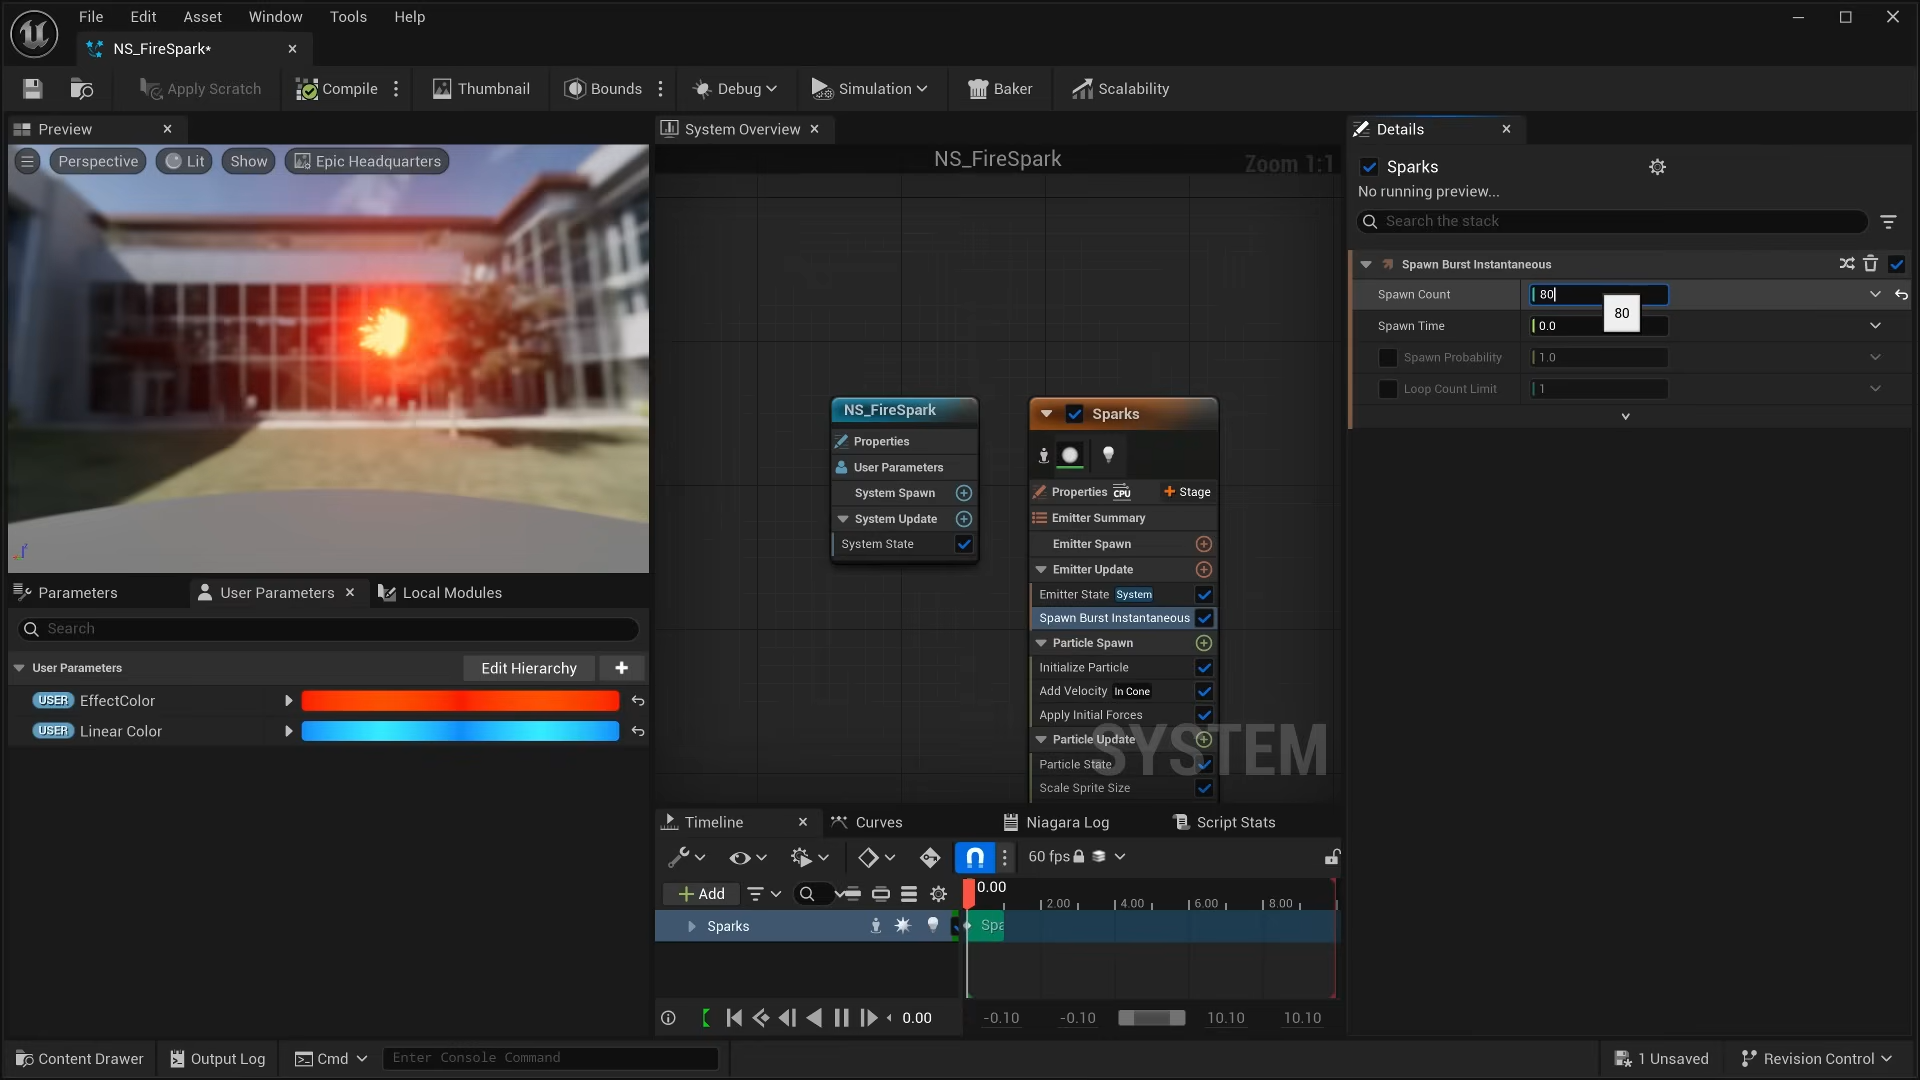 File Edit Asset Window Tools Help
NS_FireSpark*
Apply Scratch Compile Thumbnail Bounds Debug Simulation Baker Scalability
Preview
Perspective Lit Show Epic Headquarters
System Overview
NS_FireSpark Zoom 1:1
NS_FireSpark
Properties
User Parameters
System Spawn
System Update
System State
Sparks
Properties CPU Stage
Emitter Summary
Emitter Spawn
Emitter Update
Emitter State System
Spawn Burst Instantaneous
Particle Spawn
Initialize Particle
Add Velocity In Cone
Apply Initial Forces
Particle Update
Particle State
Scale Sprite Size
SYSTEM
Details
Sparks
No running preview...
Search the stack
Spawn Burst Instantaneous
Spawn Count 80
80
Spawn Time 0.0
Spawn Probability 1.0
Loop Count Limit 1
Parameters User Parameters Local Modules
Search
User Parameters Edit Hierarchy
USER EffectColor
USER Linear Color
Timeline Curves Niagara Log Script Stats
60 fps
Add 0.00
2.00 4.00 6.00 8.00
Sparks Spa
0.00 -0.10 -0.10 10.10 10.10
Content Drawer Output Log Cmd Enter Console Command 1 Unsaved Revision Control